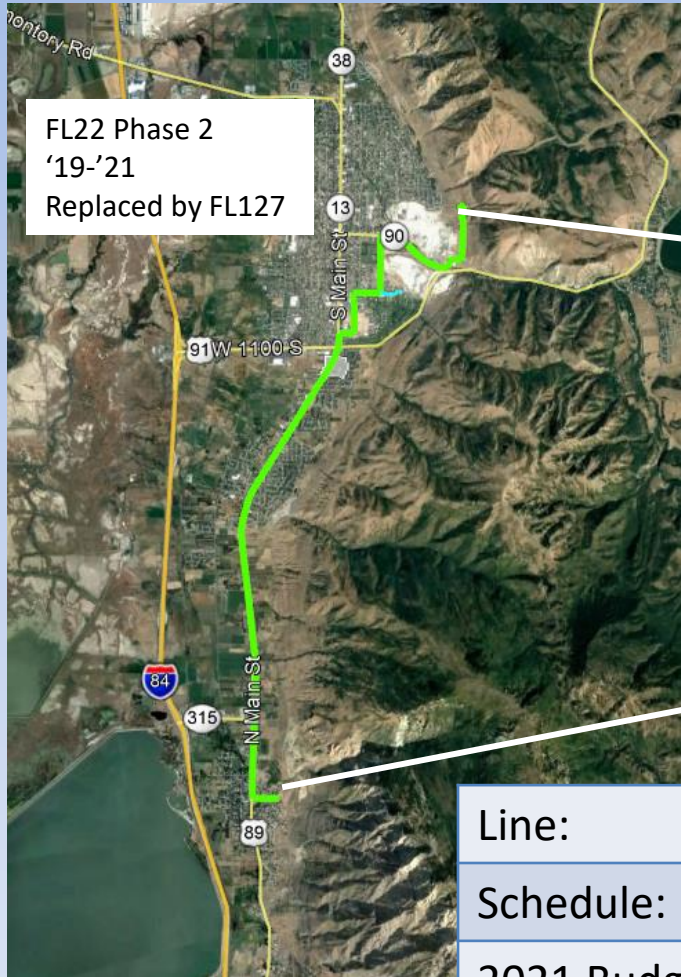 montory Rd
38
FL22 Phase 2
‘19-’21
Replaced by FL127
13
90
S Main St
91
W 1100 S
84
315
N Main St
89
Line:
Schedule:
2021 Budg